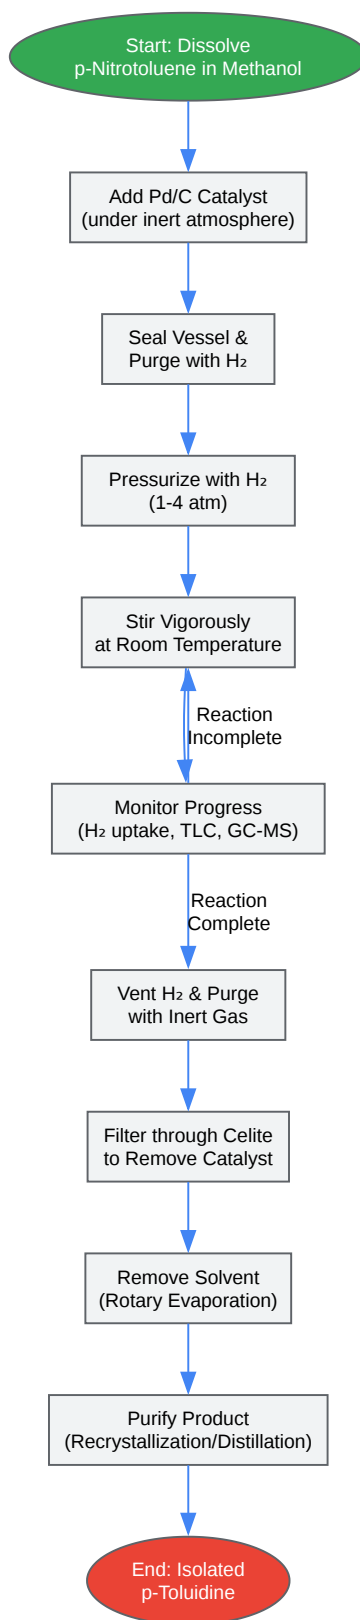 Start: Dissolve
p-Nitrotoluene in Methanol
Add Pd/C Catalyst
(under inert atmosphere)
Seal Vessel &
Purge with H₂
Pressurize with H₂
(1-4 atm)
Stir Vigorously
at Room Temperature
Reaction
Incomplete
Monitor Progress
(H₂ uptake, TLC, GC-MS)
Reaction
Complete
Vent H₂ & Purge
with Inert Gas
Filter through Celite
to Remove Catalyst
Remove Solvent
(Rotary Evaporation)
Purify Product
(Recrystallization/Distillation)
End: Isolated
p-Toluidine